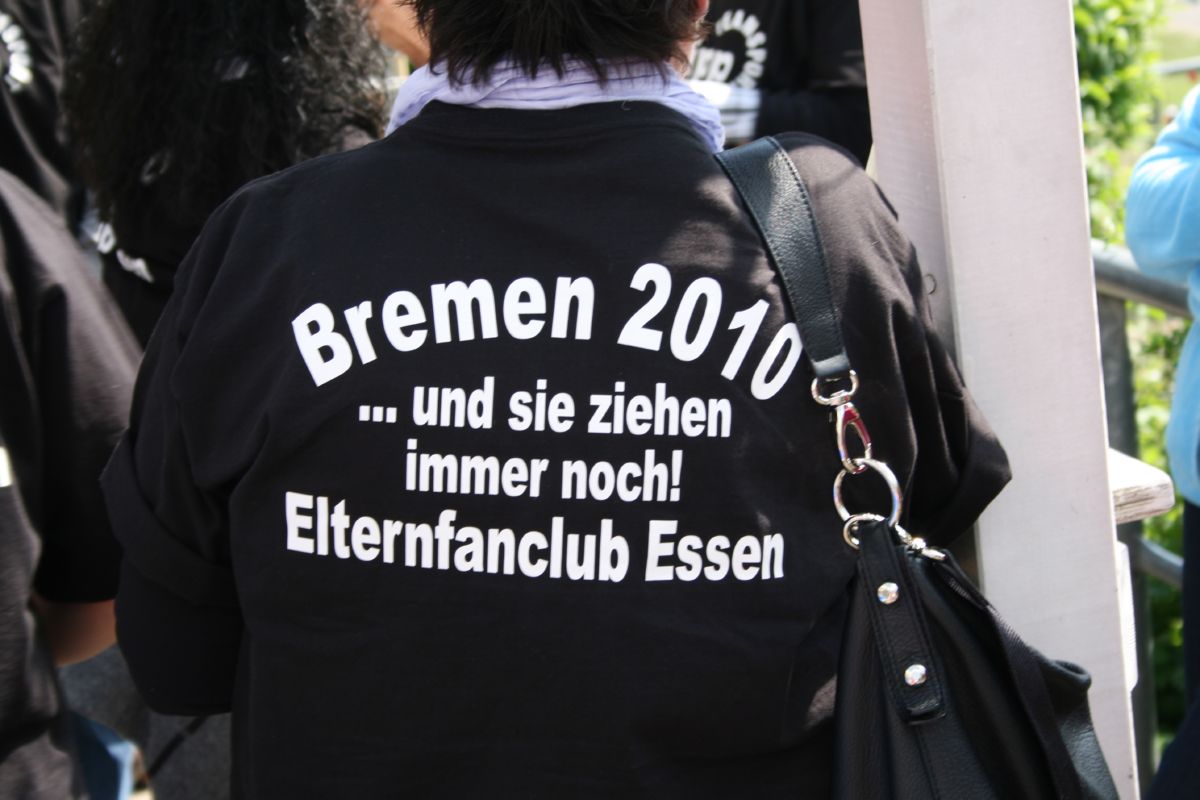 Bremen 2010
... und sie ziehen
immer noch!
Elternfanclub Essen